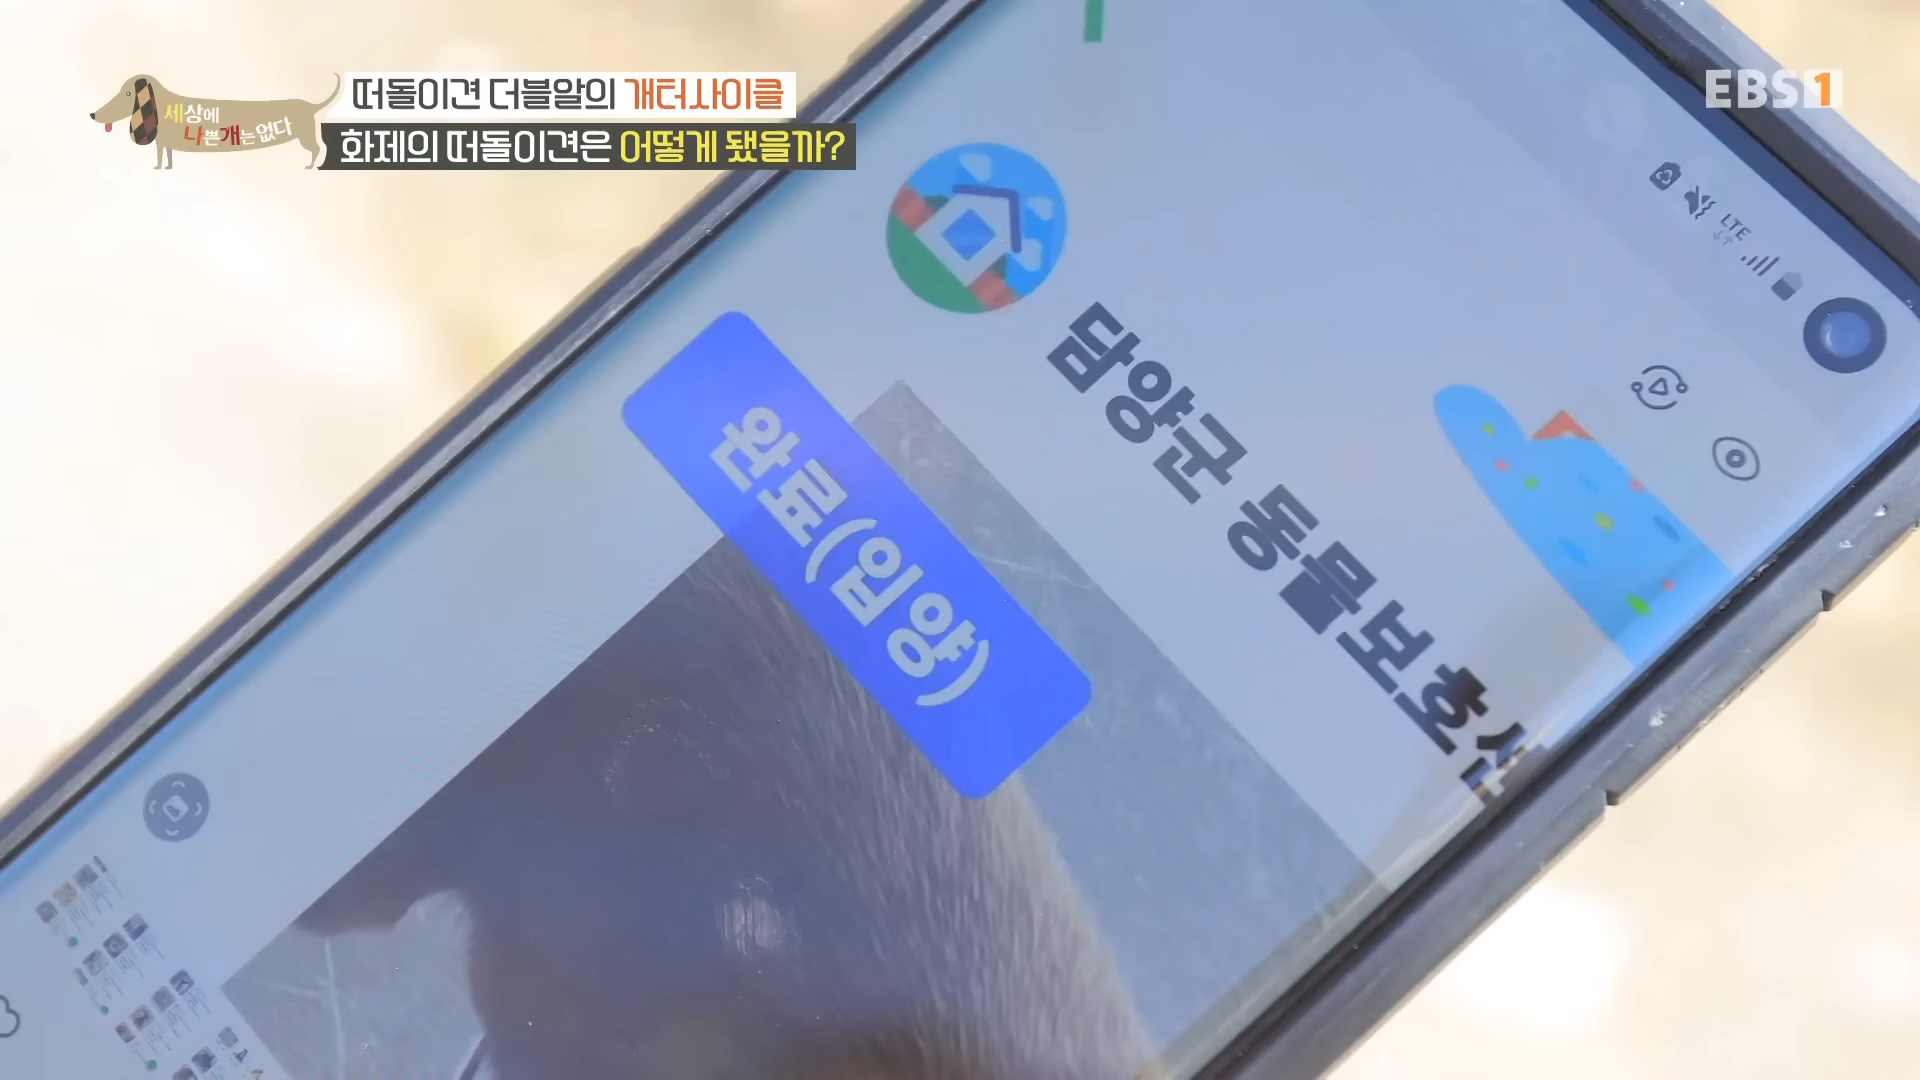 세상에
나쁜개는없다
떠돌이견 더블알의 개터사이클
화제의 떠돌이견은 어떻게 됐을까?
EBS 1
LTE
담양군 동물보호
완료(입양)